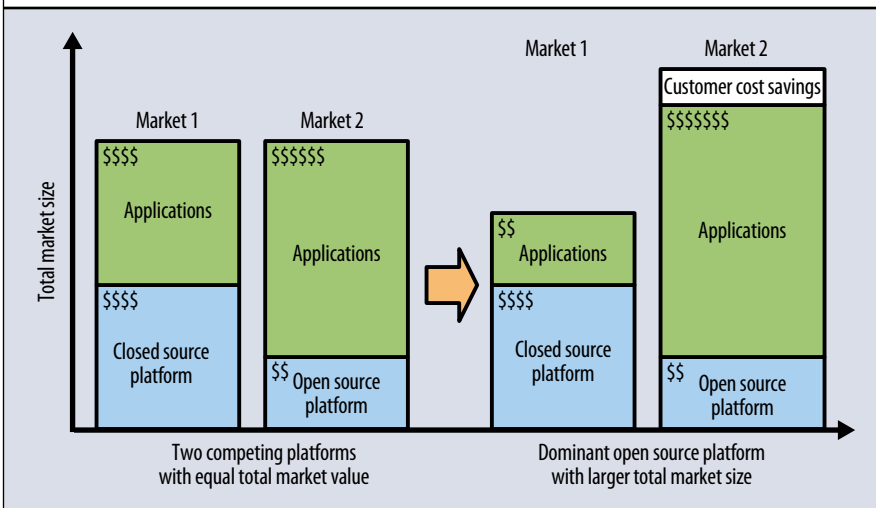 Total market size
Market 1
$$$$
Applications
$$$$
Closed source
platform
Market 2
$$$$$$
Applications
$$
Open source
platform
Two competing platforms
with equal total market value
Market 1
$$
Applications
$$$$
Closed source
platform
Market 2
Customer cost savings
$$$$$$$
Applications
$$
Open source
platform
Dominant open source platform
with larger total market size